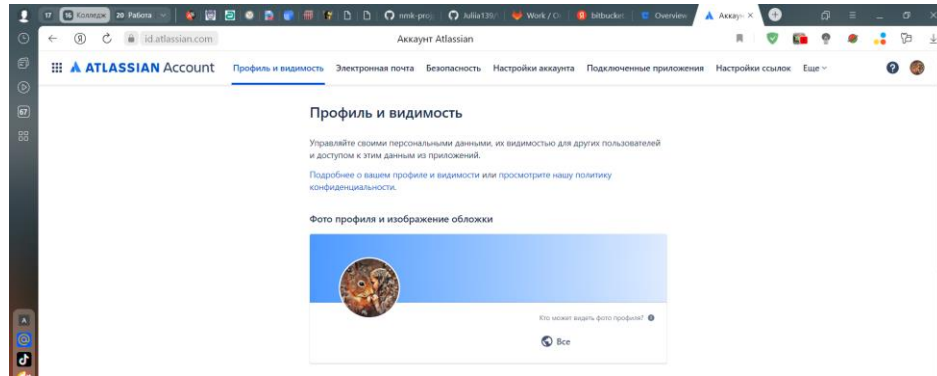 17 16 Колледж 20 Работа nmk-proj Juliia139/ Work / O bitbucket Overview Аккаун
id.atlassian.com Аккаунт Atlassian
ATLASSIAN Account Профиль и видимость Электронная почта Безопасность Настройки аккаунта Подключенные приложения Настройки ссылок Еще
67
Профиль и видимость
Управляйте своими персональными данными, их видимостью для других пользователей
и доступом к этим данным из приложений.
Подробнее о вашем профиле и видимости или просмотрите нашу политику
конфиденциальности.
Фото профиля и изображение обложки
Кто может видеть фото профиля?
Все